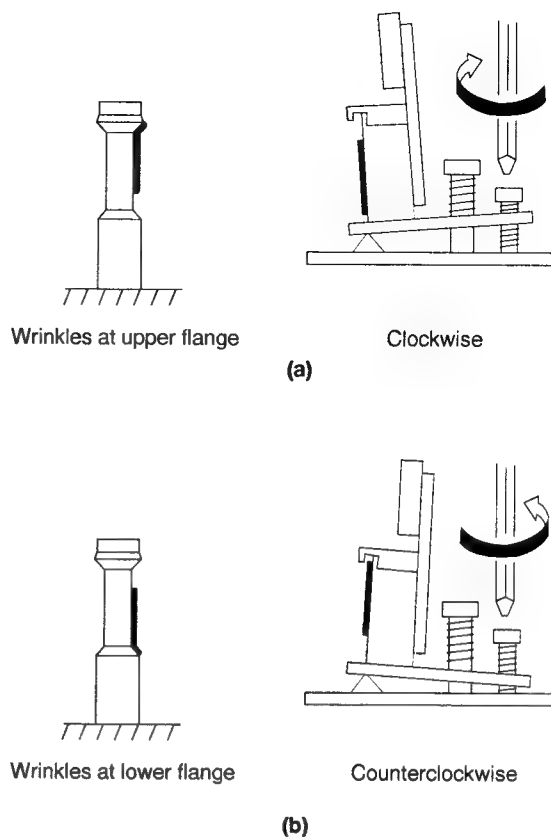 Wrinkles at upper flange
Clockwise
(a)
Wrinkles at lower flange
Counterclockwise
(b)